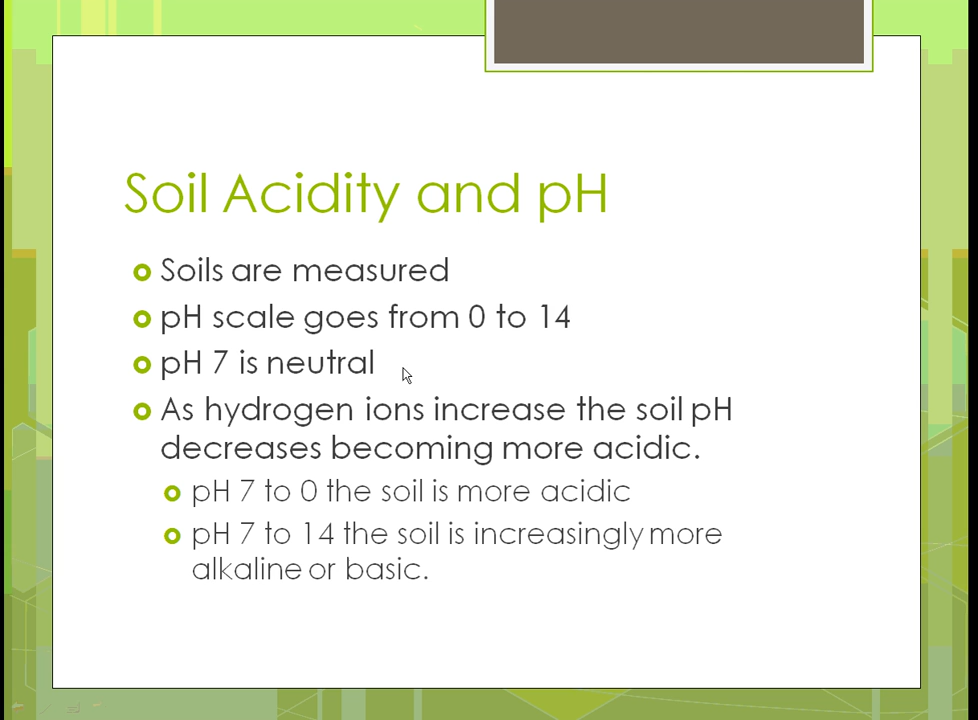 Soil Acidity and pH
Soils are measured
pH scale goes from 0 to 14
pH 7 is neutral
As hydrogen ions increase the soil pH
decreases becoming more acidic.
pH 7 to 0 the soil is more acidic
pH 7 to 14 the soil is increasingly more
alkaline or basic.